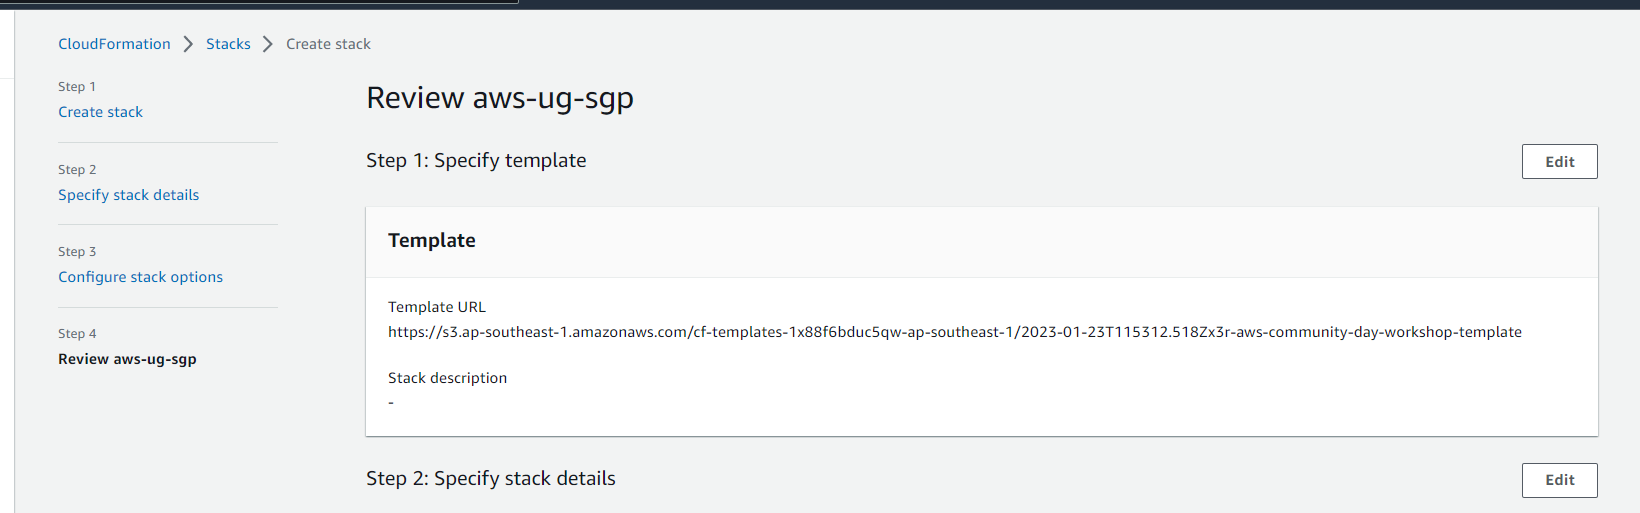 CloudFormation > Stacks > Create stack
Step 1
Create stack
Step 2
Specify stack details
Step 3
Configure stack options
Step 4
Review aws-ug-sgp
Review aws-ug-sgp
Step 1: Specify template
Edit
Template
Template URL
https://s3.ap-southeast-1.amazonaws.com/cf-templates-1x88f6bduc5qw-ap-southeast-1/2023-01-23T115312.518Zx3r-aws-community-day-workshop-template
Stack description
-
Step 2: Specify stack details
Edit